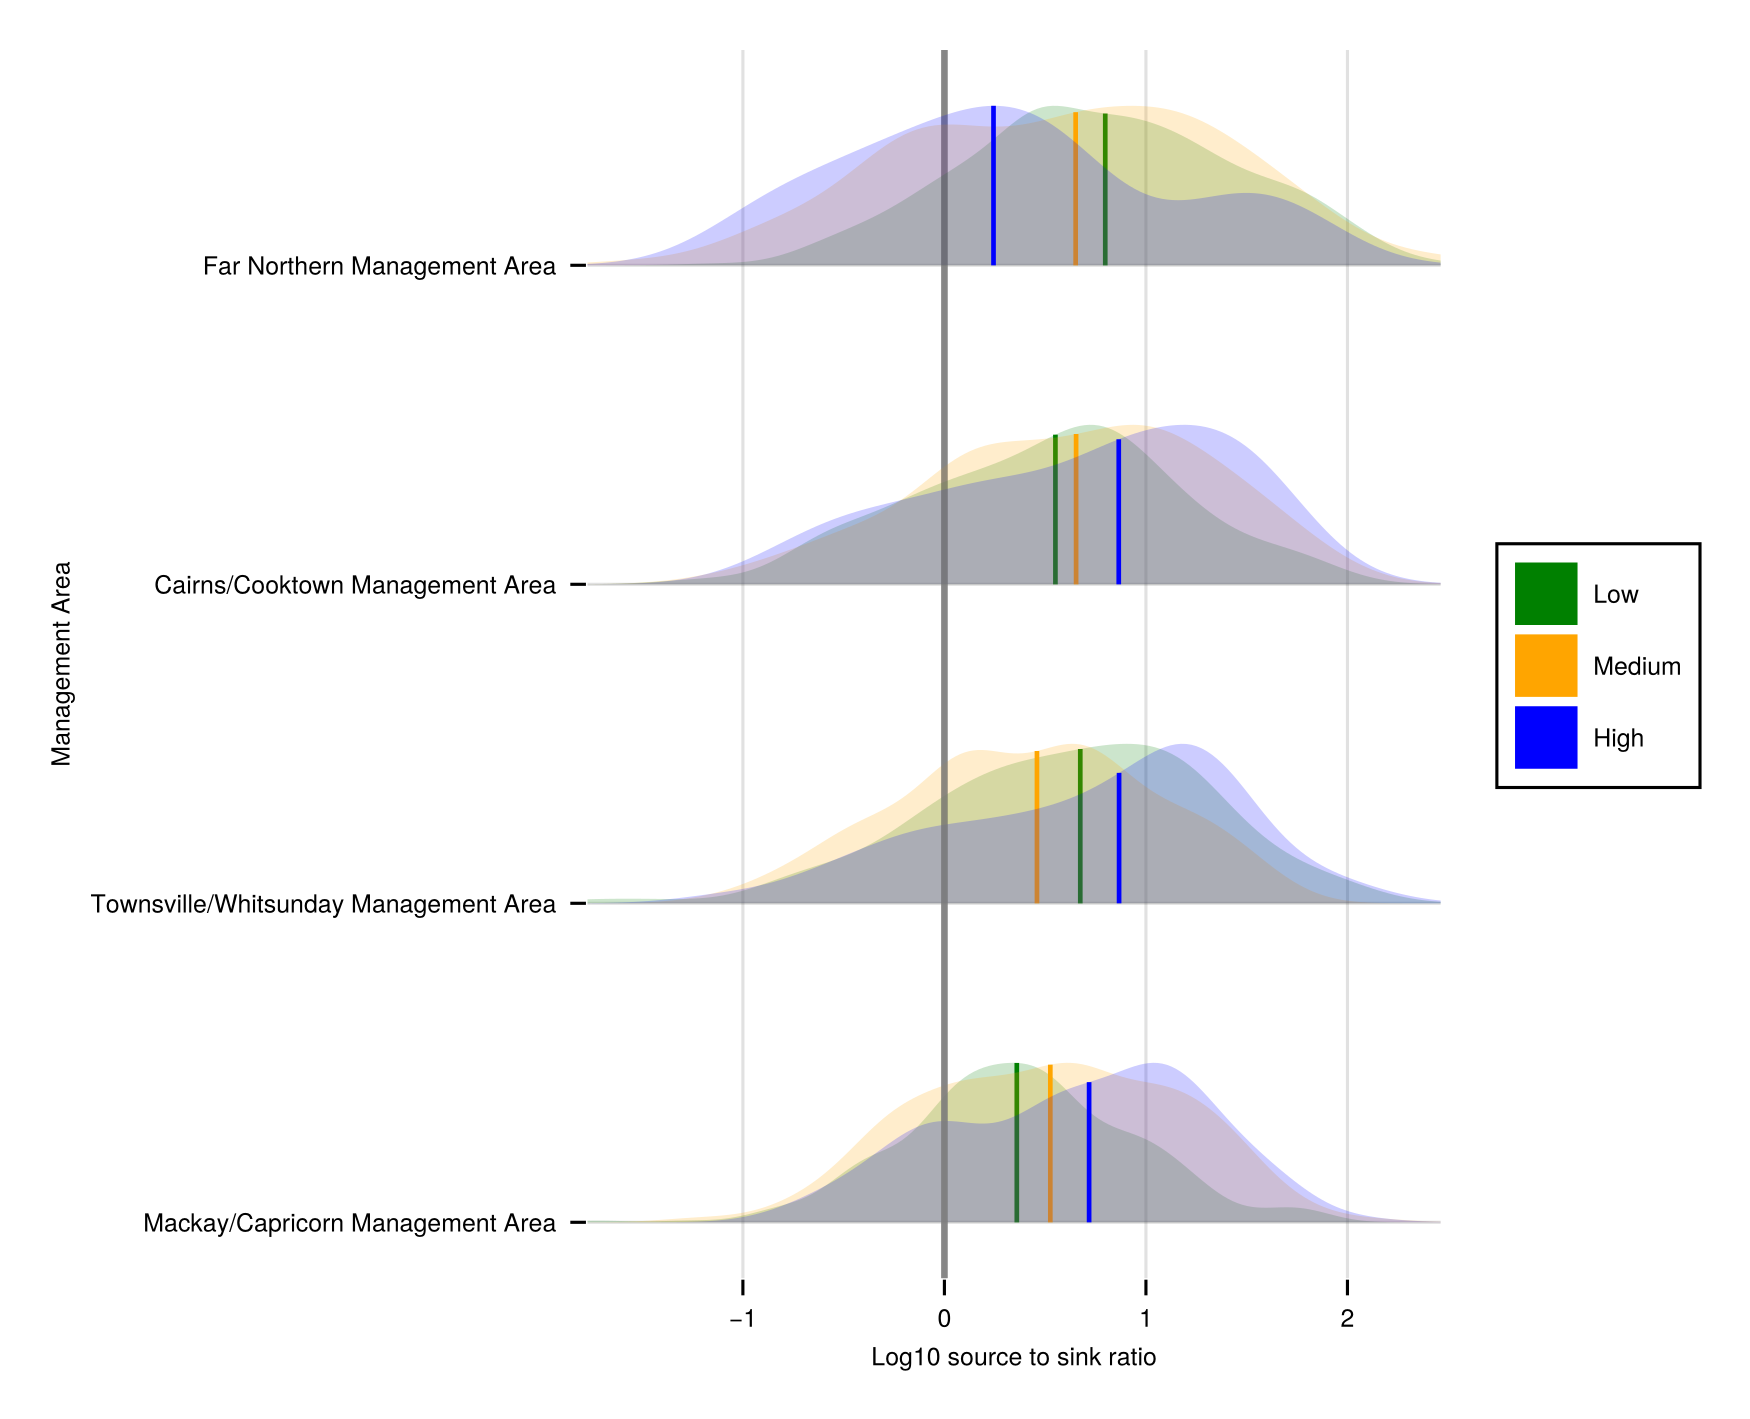 Far Northern Management Area
Cairns/Cooktown Management Area
Townsville/Whitsunday Management Area
Mackay/Capricorn Management Area
Management Area
−1 0 1 2
Log10 source to sink ratio
Low
Medium
High